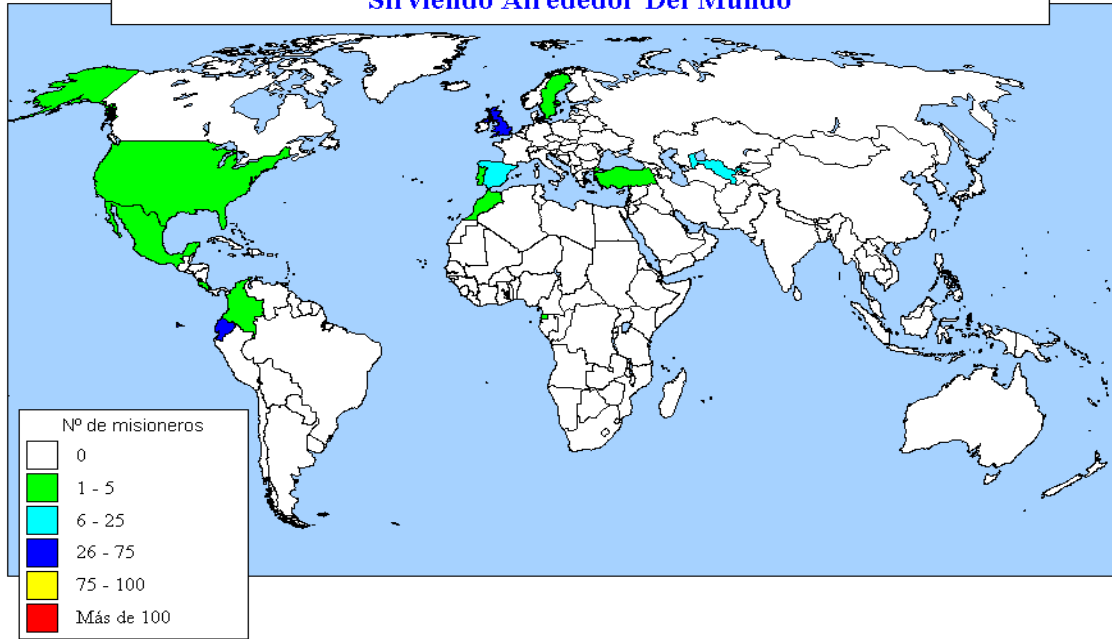 Sirviendo Alrededor Del Mundo
Nº de misioneros
0
1 - 5
6 - 25
26 - 75
75 - 100
Más de 100